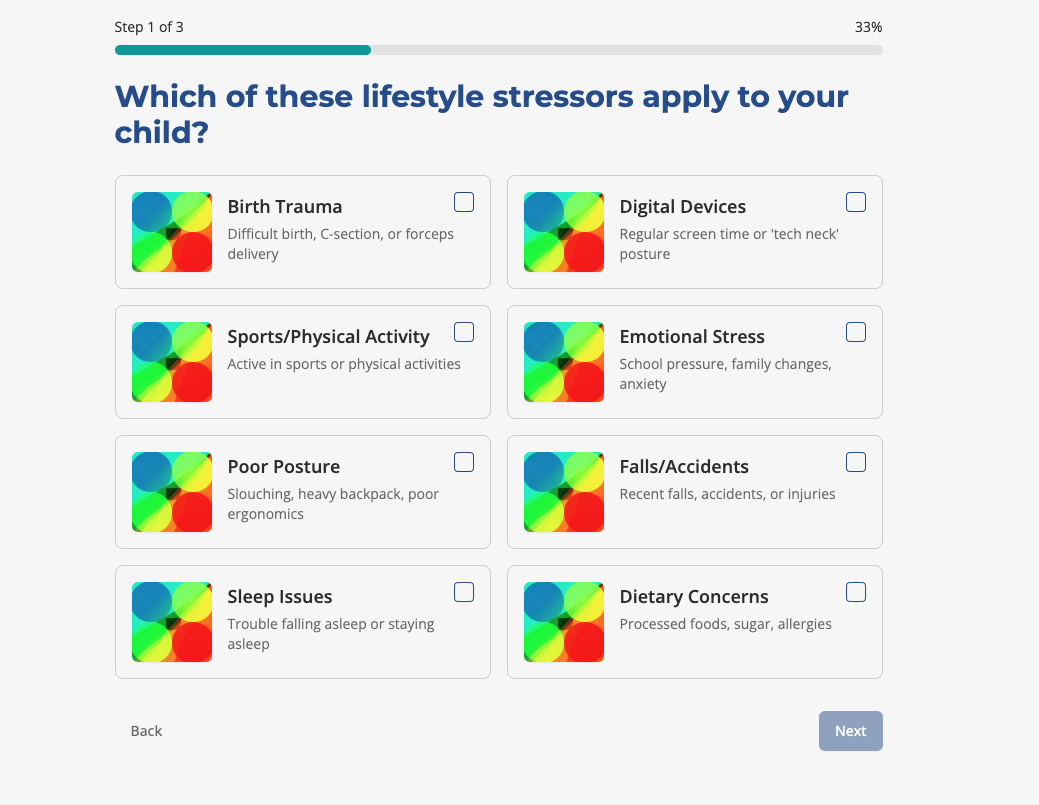 Step 1 of 3
33%
Which of these lifestyle stressors apply to your
child?
Birth Trauma
Difficult birth, C-section, or forceps
delivery
Digital Devices
Regular screen time or 'tech neck'
posture
Sports/Physical Activity
Active in sports or physical activities
Emotional Stress
School pressure, family changes,
anxiety
Poor Posture
Slouching, heavy backpack, poor
ergonomics
Falls/Accidents
Recent falls, accidents, or injuries
Sleep Issues
Trouble falling asleep or staying
asleep
Dietary Concerns
Processed foods, sugar, allergies
Back
Next